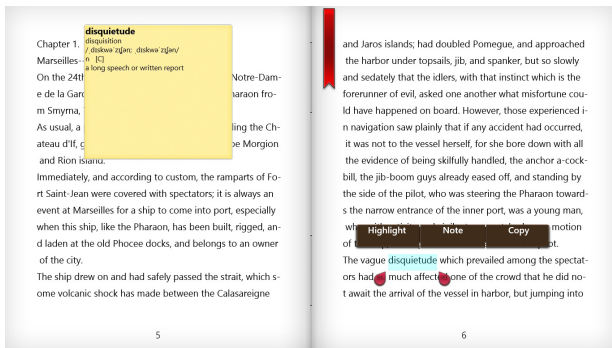 disquietude
disquisition
/ˌdɪskwəˈzɪʃən; ˌdɪskwəˈzɪʃən/
n [C]
a long speech or written report
Chapter 1.
Marseilles--
On the 24th Notre-Dam-
e de la Garde haraon fro-
m Smyrna,
As usual, a ling the Ch-
ateau d'If, Morgion
and Rion island.
Immediately, and according to custom, the ramparts of Fo-
rt Saint-Jean were covered with spectators; it is always an
event at Marseilles for a ship to come into port, especially
when this ship, like the Pharaon, has been built, rigged, an-
d laden at the old Phocee docks, and belongs to an owner
of the city.
The ship drew on and had safely passed the strait, which s-
ome volcanic shock has made between the Calasareigne
5
and Jaros islands; had doubled Pomegue, and approached
the harbor under topsails, jib, and spanker, but so slowly
and sedately that the idlers, with that instinct which is the
forerunner of evil, asked one another what misfortune cou-
ld have happened on board. However, those experienced i-
n navigation saw plainly that if any accident had occurred,
it was not to the vessel herself, for she bore down with all
the evidence of being skilfully handled, the anchor a-cock-
bill, the jib-boom guys already eased off, and standing by
the side of the pilot, who was steering the Pharaon toward-
s the narrow entrance of the inner port, was a young man,
motion
of
Highlight Note Copy
The vague disquietude which prevailed among the spectat-
ors had so much affected one of the crowd that he did no-
t await the arrival of the vessel in harbor, but jumping into
6